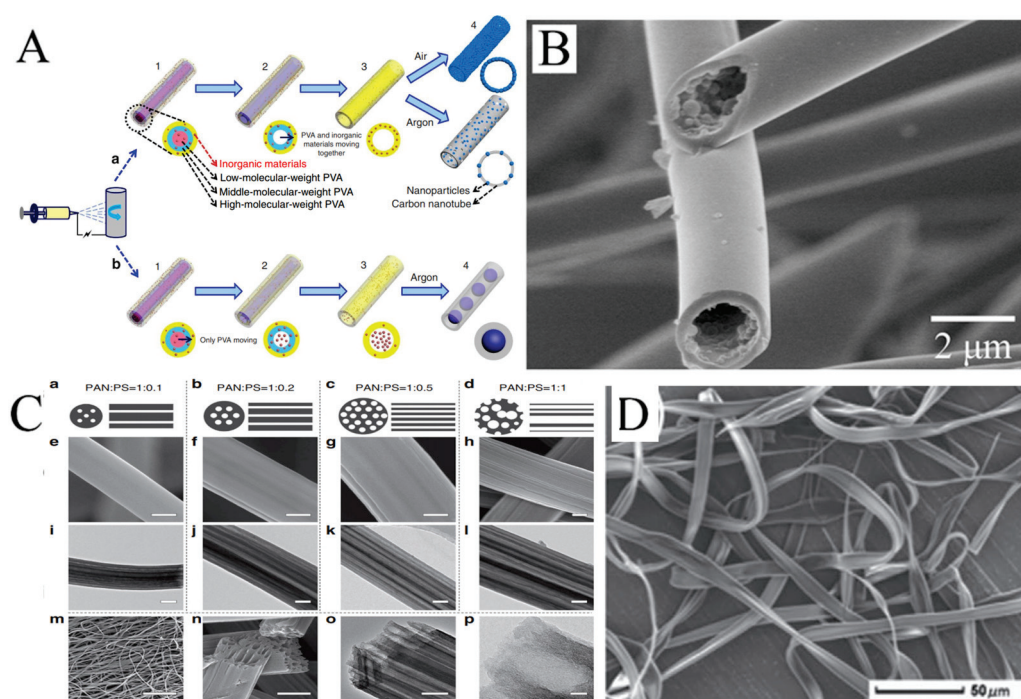 A
1
2
3
4
Air
Argon
a
PVA and inorganic
materials moving
together
Inorganic materials
Low-molecular-weight PVA
Middle-molecular-weight PVA
High-molecular-weight PVA
Nanoparticles
Carbon nanotube
b
1
2
3
4
Argon
Only PVA moving
B
2 μm
C
a
PAN:PS=1:0.1
b
PAN:PS=1:0.2
c
PAN:PS=1:0.5
d
PAN:PS=1:1
e
f
g
h
i
j
k
l
m
n
o
p
D
50μm